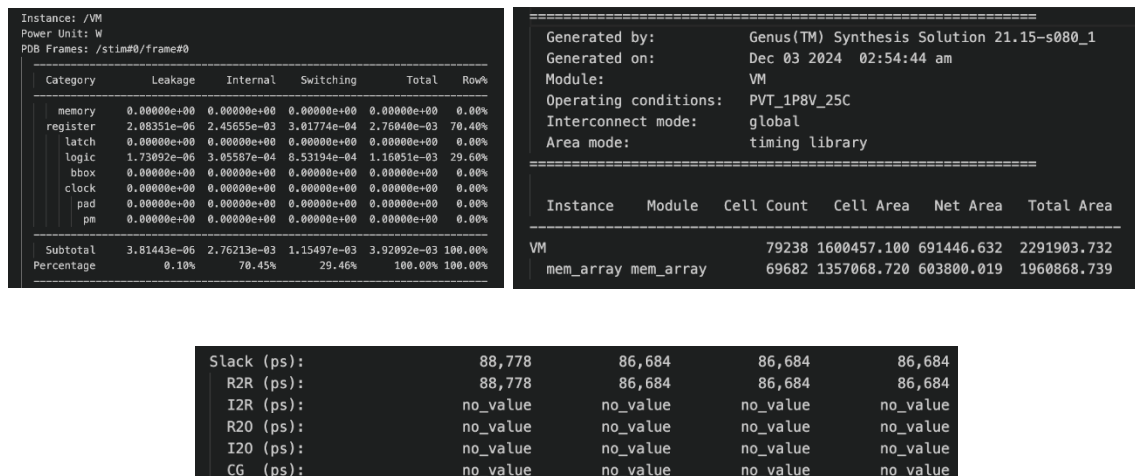 Instance: /VM
Power Unit: W
PDB Frames: /stim#0/frame#0
Category Leakage Internal Switching Total Row%
memory 0.00000e+00 0.00000e+00 0.00000e+00 0.00000e+00 0.00%
register 2.08351e-06 2.45655e-03 3.01774e-04 2.76040e-03 70.40%
latch 0.00000e+00 0.00000e+00 0.00000e+00 0.00000e+00 0.00%
logic 1.73092e-06 3.05587e-04 8.53194e-04 1.16051e-03 29.60%
bbox 0.00000e+00 0.00000e+00 0.00000e+00 0.00000e+00 0.00%
clock 0.00000e+00 0.00000e+00 0.00000e+00 0.00000e+00 0.00%
pad 0.00000e+00 0.00000e+00 0.00000e+00 0.00000e+00 0.00%
pm 0.00000e+00 0.00000e+00 0.00000e+00 0.00000e+00 0.00%
Subtotal 3.81443e-06 2.76213e-03 1.15497e-03 3.92092e-03 100.00%
Percentage 0.10% 70.45% 29.46% 100.00% 100.00%
Generated by: Genus(TM) Synthesis Solution 21.15-s080_1
Generated on: Dec 03 2024 02:54:44 am
Module: VM
Operating conditions: PVT_1P8V_25C
Interconnect mode: global
Area mode: timing library
Instance Module Cell Count Cell Area Net Area Total Area
VM 79238 1600457.100 691446.632 2291903.732
mem_array mem_array 69682 1357068.720 603800.019 1960868.739
Slack (ps): 88,778 86,684 86,684 86,684
R2R (ps): 88,778 86,684 86,684 86,684
I2R (ps): no_value no_value no_value no_value
R2O (ps): no_value no_value no_value no_value
I2O (ps): no_value no_value no_value no_value
CG (ps): no_value no_value no_value no_value